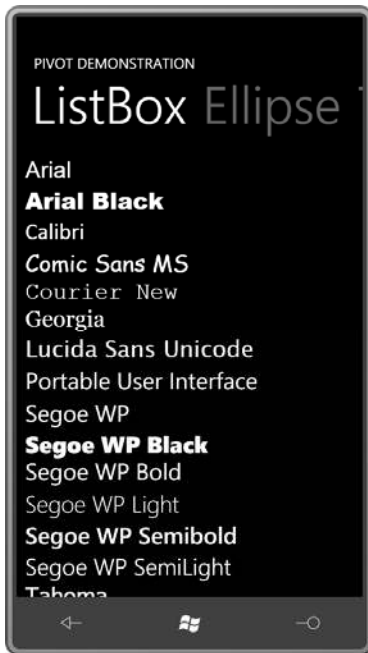 PIVOT DEMONSTRATION
ListBox Ellipse
Arial
Arial Black
Calibri
Comic Sans MS
Courier New
Georgia
Lucida Sans Unicode
Portable User Interface
Segoe WP
Segoe WP Black
Segoe WP Bold
Segoe WP Light
Segoe WP Semibold
Segoe WP SemiLight
Tahoma